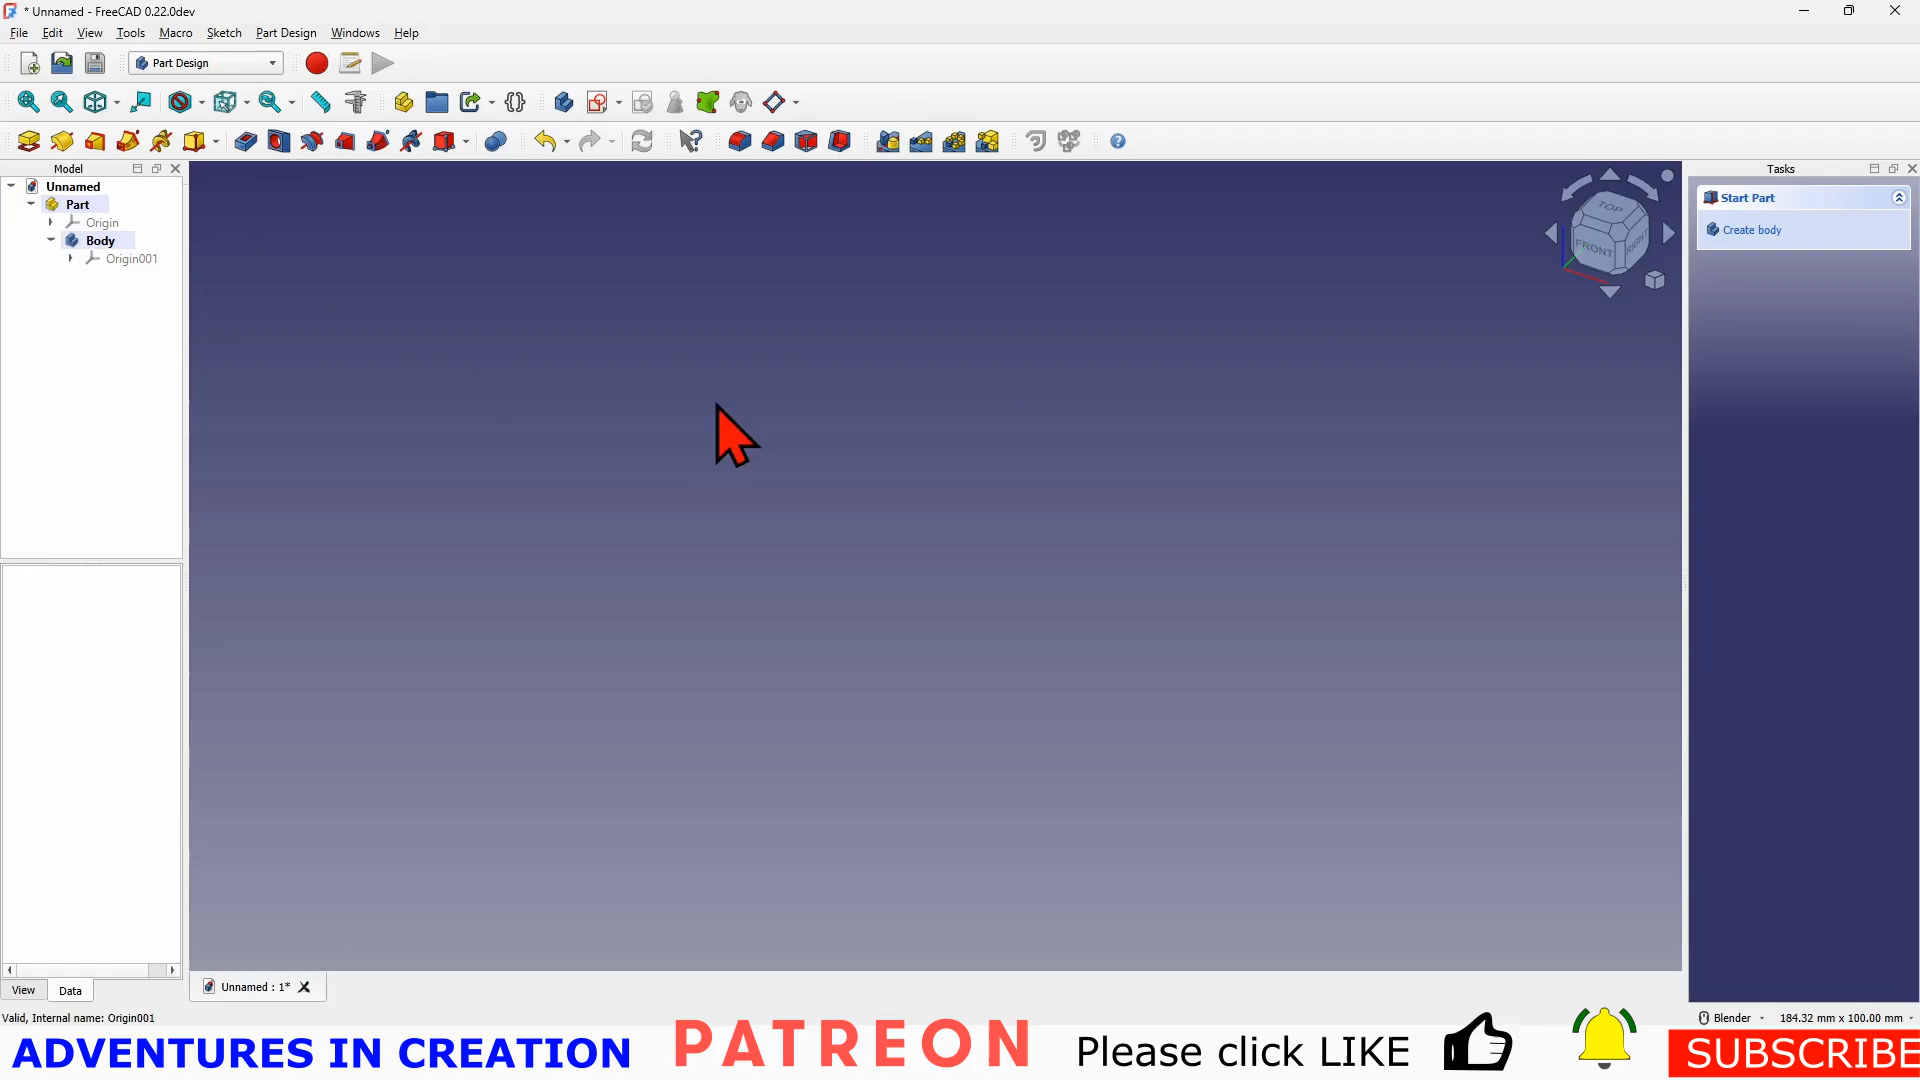 * Unnamed - FreeCAD 0.22.0dev
File Edit View Tools Macro Sketch Part Design Windows Help
Part Design
Model
Tasks
Unnamed
Part
Origin
Body
Origin001
TOP
FRONT
RIGHT
Start Part
Create body
View
Data
Unnamed : 1*
Valid, Internal name: Origin001
Blender
184.32 mm x 100.00 mm
ADVENTURES IN CREATION
PATREON
Please click LIKE
SUBSCRIBE